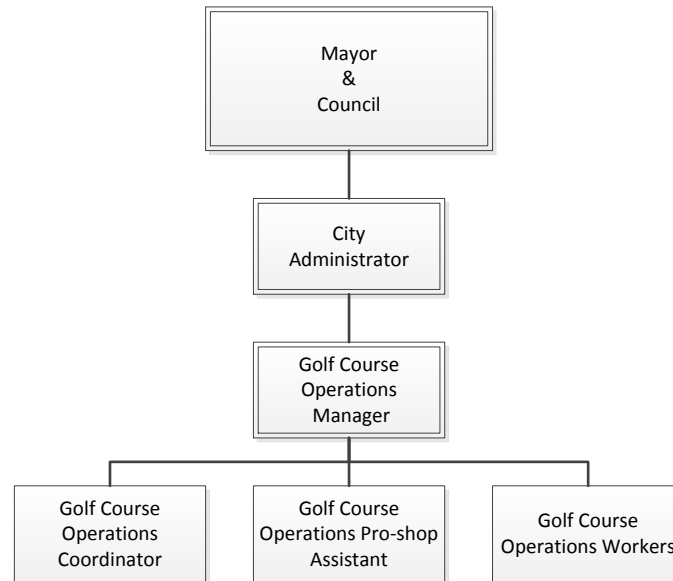 Mayor
&
Council
City
Administrator
Golf Course
Operations
Manager
Golf Course
Operations
Coordinator
Golf Course
Operations Pro-shop
Assistant
Golf Course
Operations Workers